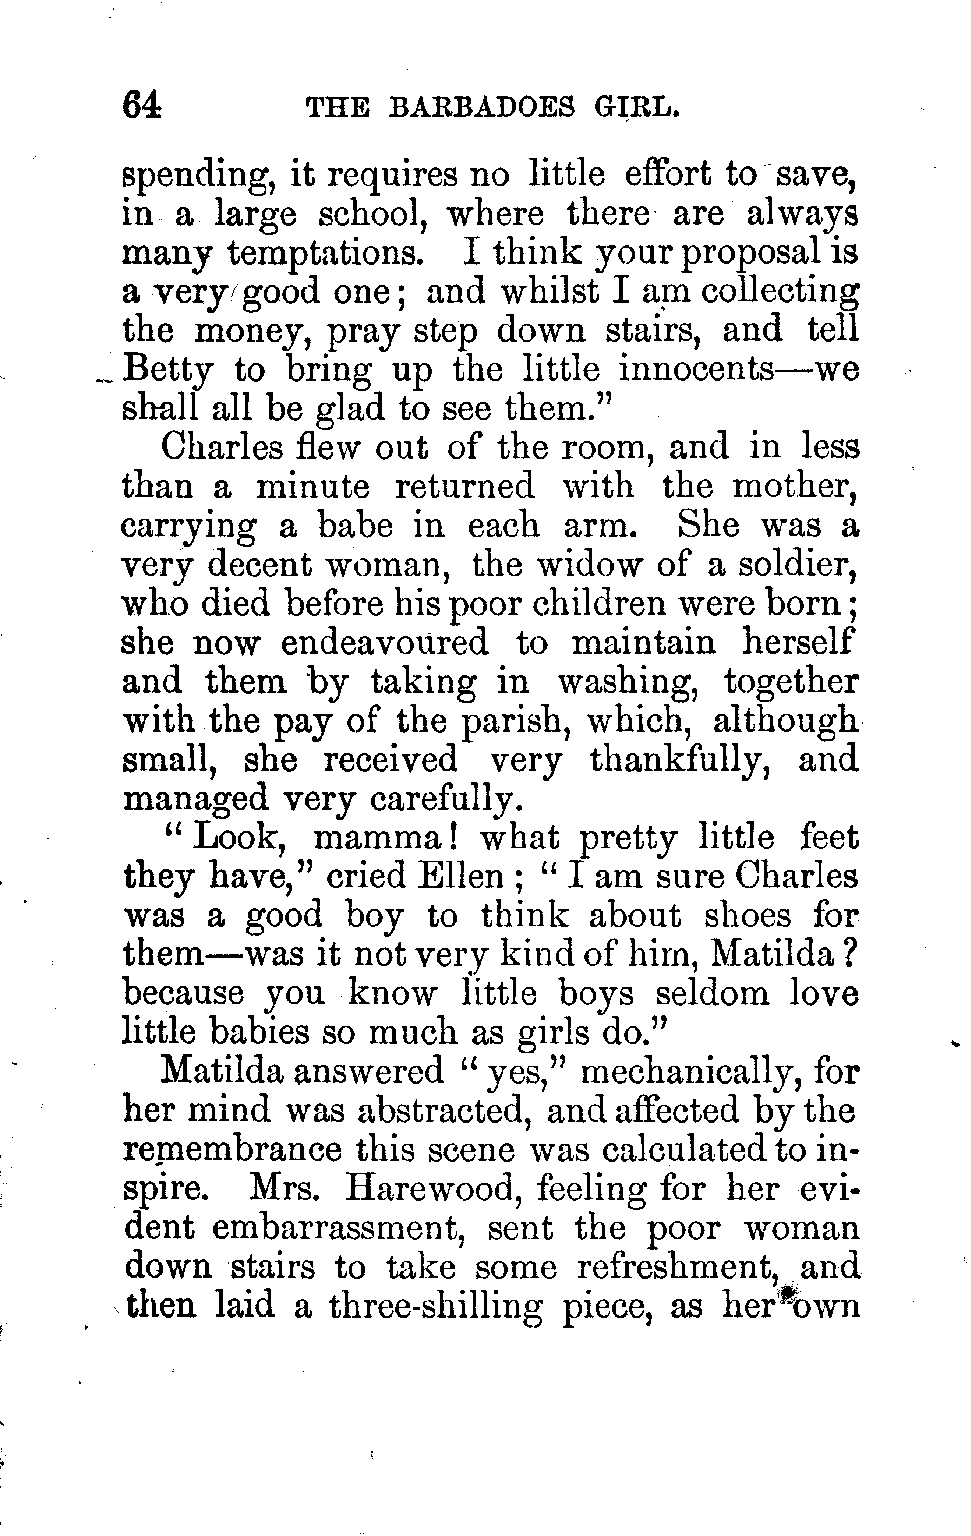 64 THE BARBADOES GIRL.
spending, it requires no little effort to save,
in a large school, where there are always
many temptations. I think your proposal is
a very good one; and whilst I am collecting
the money, pray step down stairs, and tell
Betty to bring up the little innocents—we
shall all be glad to see them.”
Charles flew out of the room, and in less
than a minute returned with the mother,
carrying a babe in each arm. She was a
very decent woman, the widow of a soldier,
who died before his poor children were born;
she now endeavoured to maintain herself
and them by taking in washing, together
with the pay of the parish, which, although
small, she received very thankfully, and
managed very carefully.
“Look, mamma! what pretty little feet
they have,” cried Ellen; “I am sure Charles
was a good boy to think about shoes for
them—was it not very kind of him, Matilda?
because you know little boys seldom love
little babies so much as girls do.”
Matilda answered “yes,” mechanically, for
her mind was abstracted, and affected by the
remembrance this scene was calculated to in-
spire. Mrs. Harewood, feeling for her evi-
dent embarrassment, sent the poor woman
down stairs to take some refreshment, and
then laid a three-shilling piece, as her own